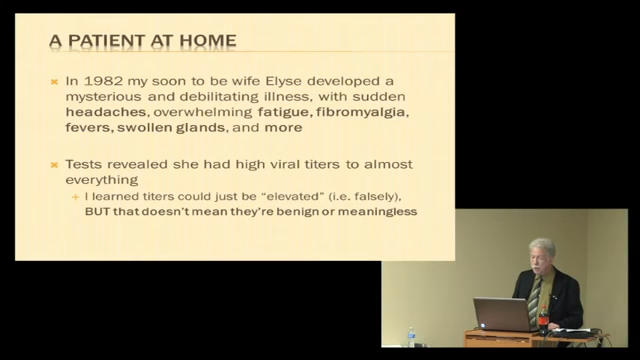 A PATIENT AT HOME
In 1982 my soon to be wife Elyse developed a
mysterious and debilitating illness, with sudden
headaches, overwhelming fatigue, fibromyalgia,
fevers, swollen glands, and more
Tests revealed she had high viral titers to almost
everything
I learned titers could just be “elevated” (i.e. falsely),
BUT that doesn't mean they're benign or meaningless